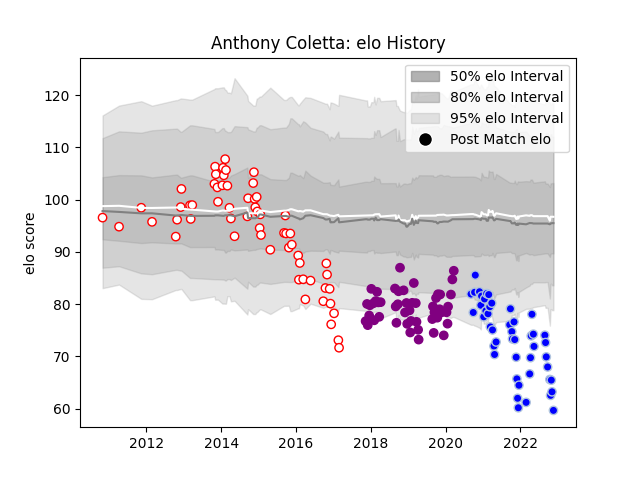 Anthony Coletta: elo History
50% elo Interval
80% elo Interval
95% elo Interval
Post Match elo
elo score
120
110
100
90
80
70
60
2012 2014 2016 2018 2020 2022